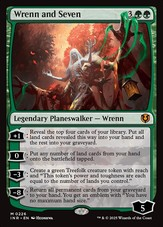 Wrenn and Seven
Legendary Planeswalker — Wrenn
+1
Reveal the top four cards of your library. Put all
land cards revealed this way into your hand and the
rest into your graveyard.
0
Put any number of land cards from your hand
onto the battlefield tapped.
-3
Create a green Treefolk creature token with reach
and "This token's power and toughness are each
equal to the number of lands you control."
-8
Return all permanent cards from your graveyard
to your hand. You get an emblem with "You have
no maximum hand size."
5
M 0224
INR • EN